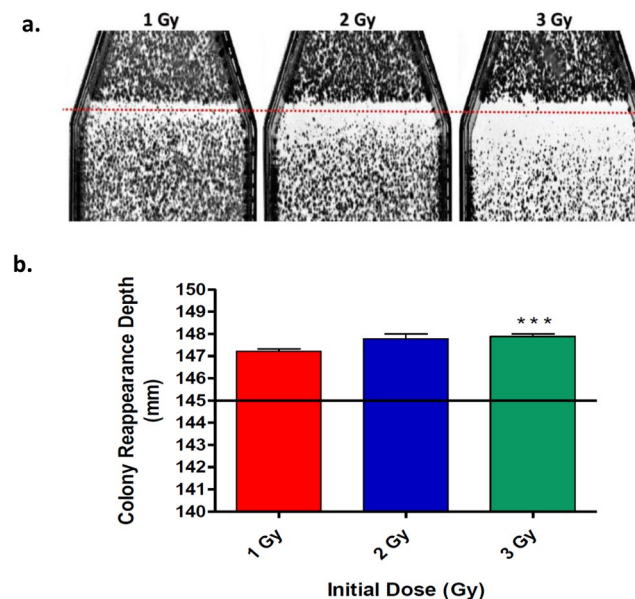 a.
1 Gy 2 Gy 3 Gy
b.
Colony Reappearance Depth
(mm)
150
149
148
147
146
145
144
143
142
141
140
***
1 Gy 2 Gy 3 Gy
Initial Dose (Gy)